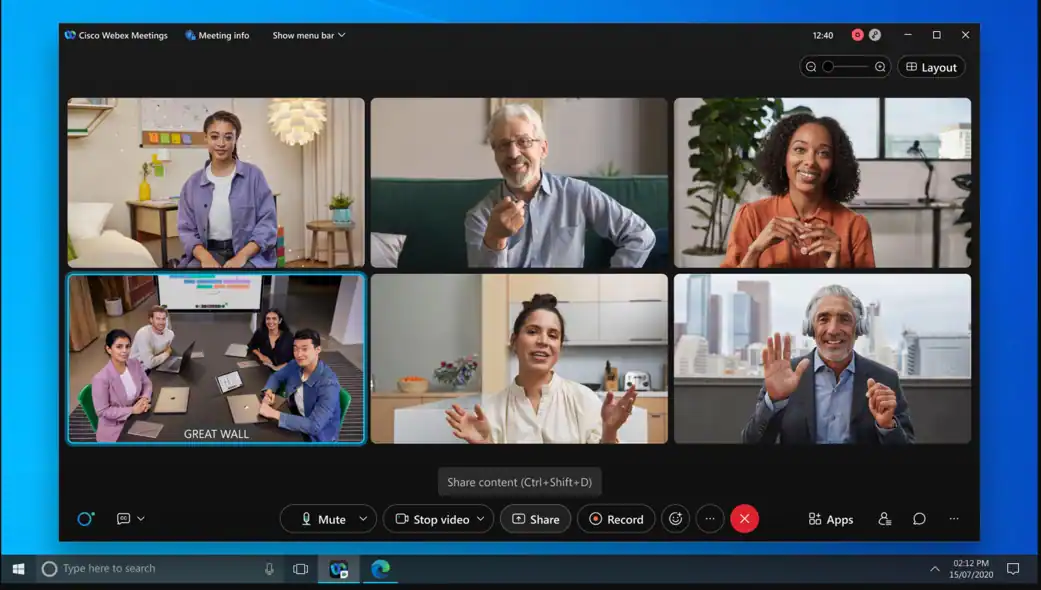 Cisco Webex Meetings Meeting info Show menu bar 12:40
Layout
GREAT WALL
Share content (Ctrl+Shift+D)
Mute Stop video Share Record Apps
Type here to search
02:12 PM
15/07/2020